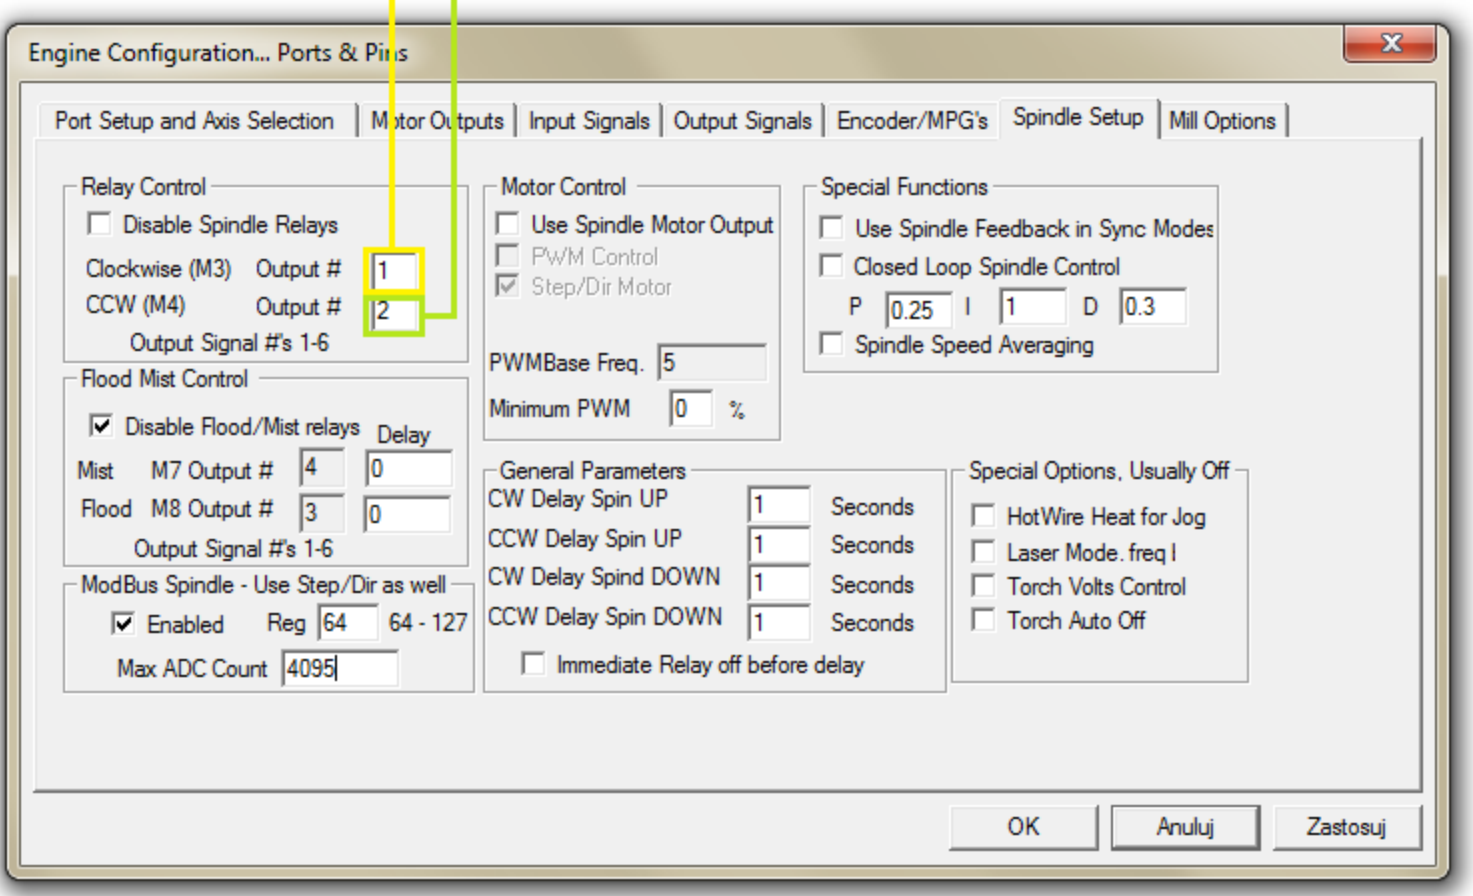 Engine Configuration... Ports & Pins
Port Setup and Axis Selection
Motor Outputs
Input Signals
Output Signals
Encoder/MPG's
Spindle Setup
Mill Options
Relay Control
Disable Spindle Relays
Clockwise (M3) Output # 1
CCW (M4) Output # 2
Output Signal #'s 1-6
Flood Mist Control
Disable Flood/Mist relays Delay
Mist M7 Output # 4 0
Flood M8 Output # 3 0
Output Signal #'s 1-6
ModBus Spindle - Use Step/Dir as well
Enabled Reg 64 64 - 127
Max ADC Count 4095
Motor Control
Use Spindle Motor Output
PWM Control
Step/Dir Motor
PWMBase Freq. 5
Minimum PWM 0 %
Special Functions
Use Spindle Feedback in Sync Modes
Closed Loop Spindle Control
P 0.25 I 1 D 0.3
Spindle Speed Averaging
General Parameters
CW Delay Spin UP 1 Seconds
CCW Delay Spin UP 1 Seconds
CW Delay Spind DOWN 1 Seconds
CCW Delay Spin DOWN 1 Seconds
Immediate Relay off before delay
Special Options, Usually Off
HotWire Heat for Jog
Laser Mode. freq l
Torch Volts Control
Torch Auto Off
OK
Anuluj
Zastosuj